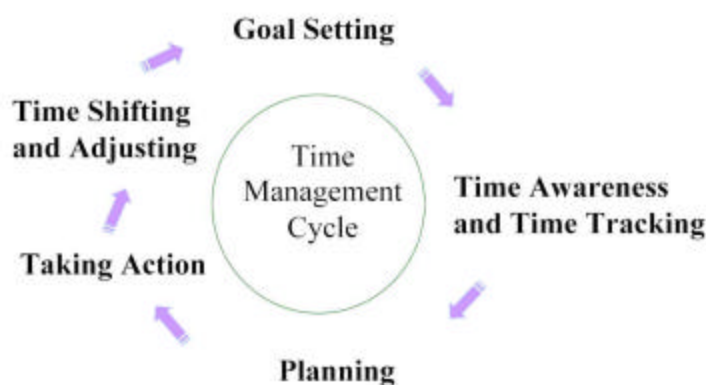 Goal Setting
Time Shifting
and Adjusting
Time
Management
Cycle
Time Awareness
and Time Tracking
Taking Action
Planning